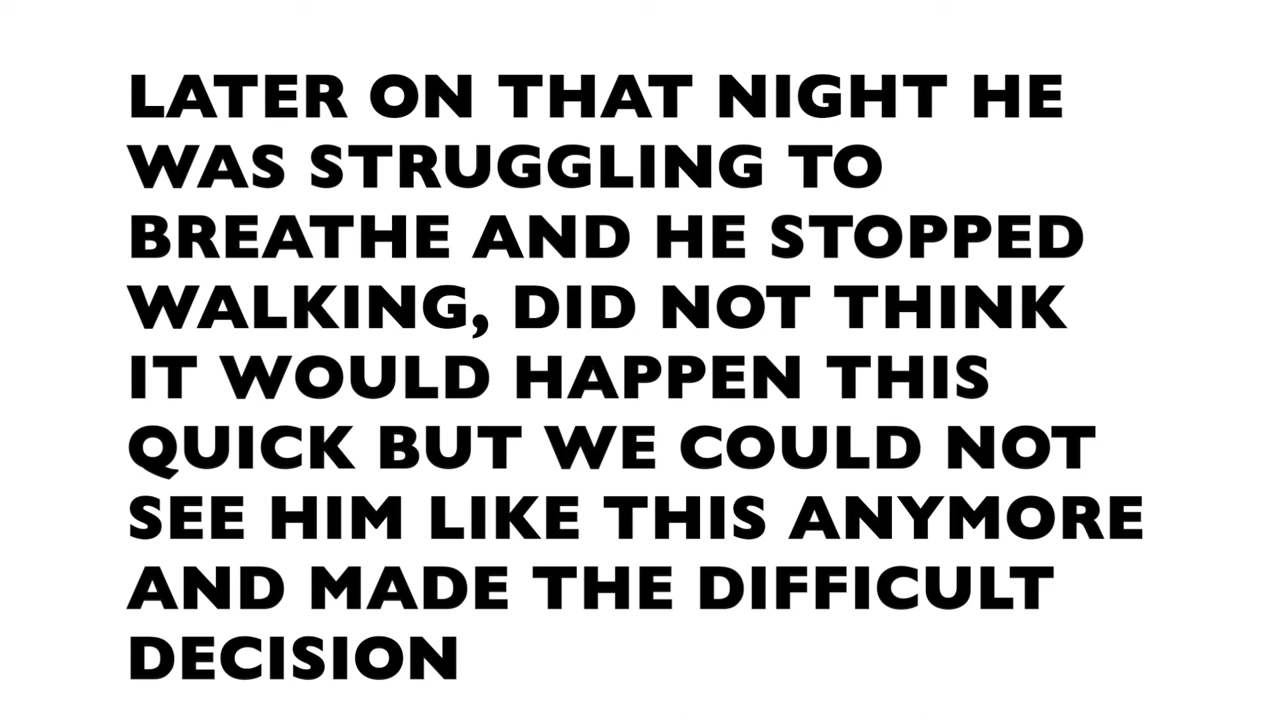 LATER ON THAT NIGHT HE
WAS STRUGGLING TO
BREATHE AND HE STOPPED
WALKING, DID NOT THINK
IT WOULD HAPPEN THIS
QUICK BUT WE COULD NOT
SEE HIM LIKE THIS ANYMORE
AND MADE THE DIFFICULT
DECISION